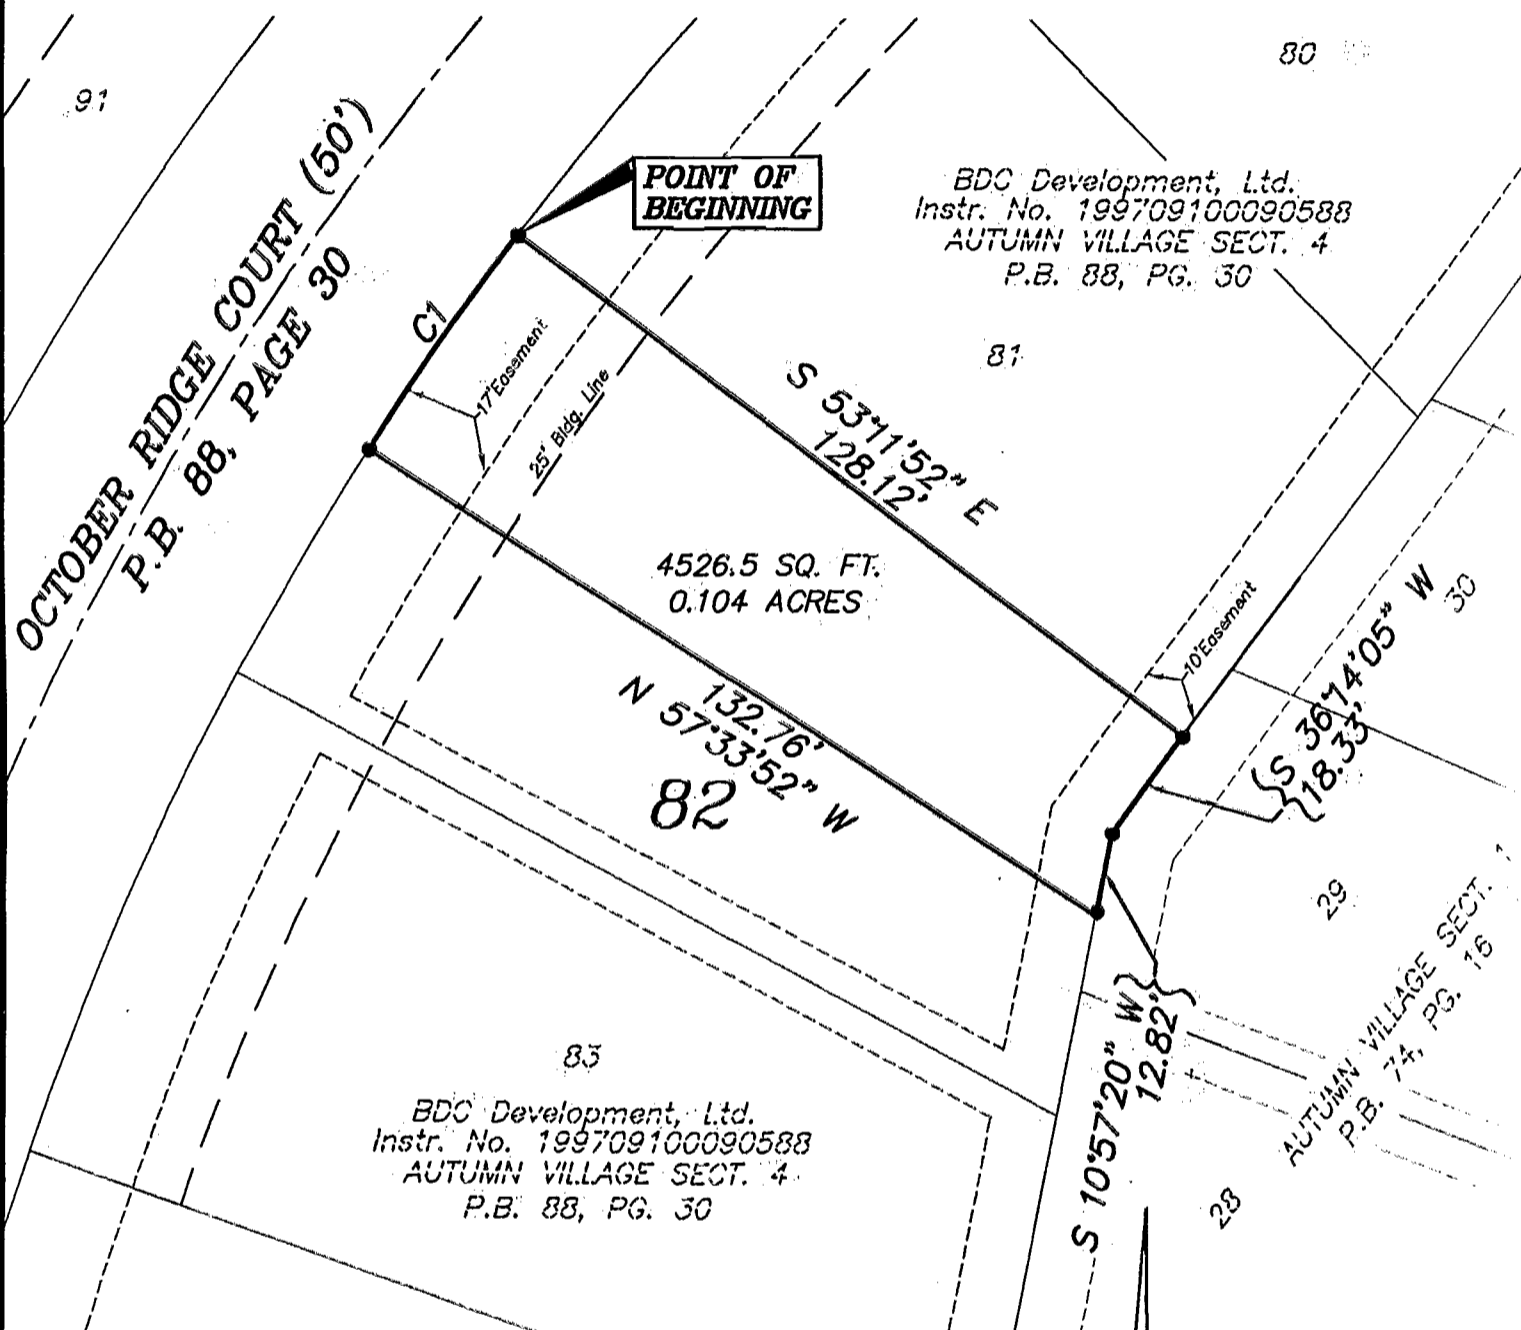 80
91
POINT OF
BEGINNING
BDC Development, Ltd.
Instr. No. 199709100090588
AUTUMN VILLAGE SECT. 4
P.B. 88, PG. 30
OCTOBER RIDGE COURT (50')
P.B. 88, PAGE 30
C1
17' Easement
25' Bldg. Line
81
S 53°11'52" E
128.12'
4526.5 SQ. FT.
0.104 ACRES
10' Easement
S 36°14'05" W
18.33'
30
132.76'
N 57°33'52" W
82
29
AUTUMN VILLAGE SECT. 1
P.B. 74, PG. 16
S 10°57'20" W
12.82'
28
83
BDC Development, Ltd.
Instr. No. 199709100090588
AUTUMN VILLAGE SECT. 4
P.B. 88, PG. 30